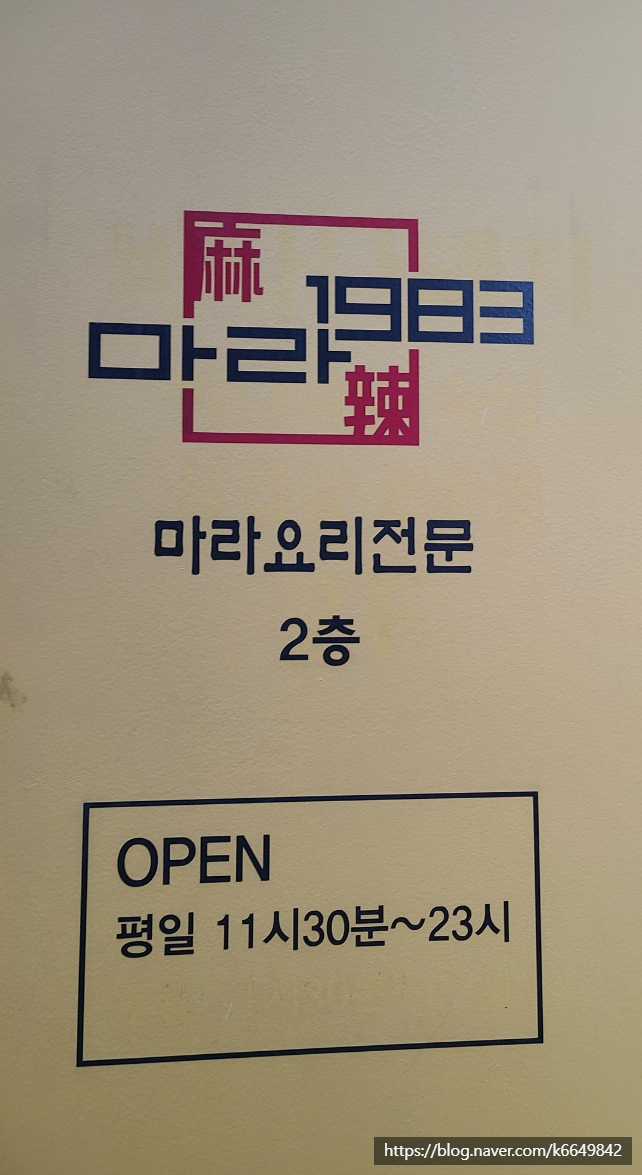 麻
1983
마라
辣
마라요리전문
2층
OPEN
평일 11시30분~23시
https://blog.naver.com/k6649842